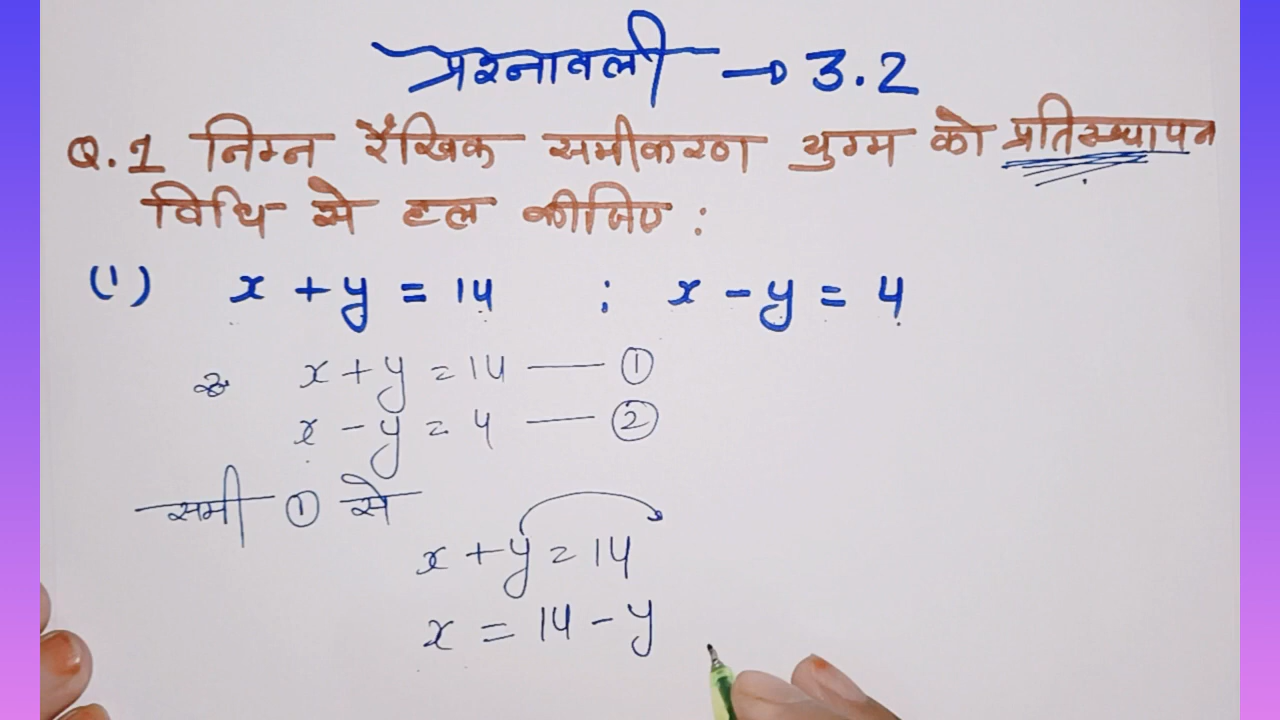 प्रश्नावली → 3.2
Q.1 निम्न रैखिक समीकरण युग्म को प्रतिस्थापन
विधि से हल कीजिए :
(1) x + y = 14 ; x - y = 4
x + y = 14 —— ①
x - y = 4 —— ②
समी ① से
x + y = 14
x = 14 - y